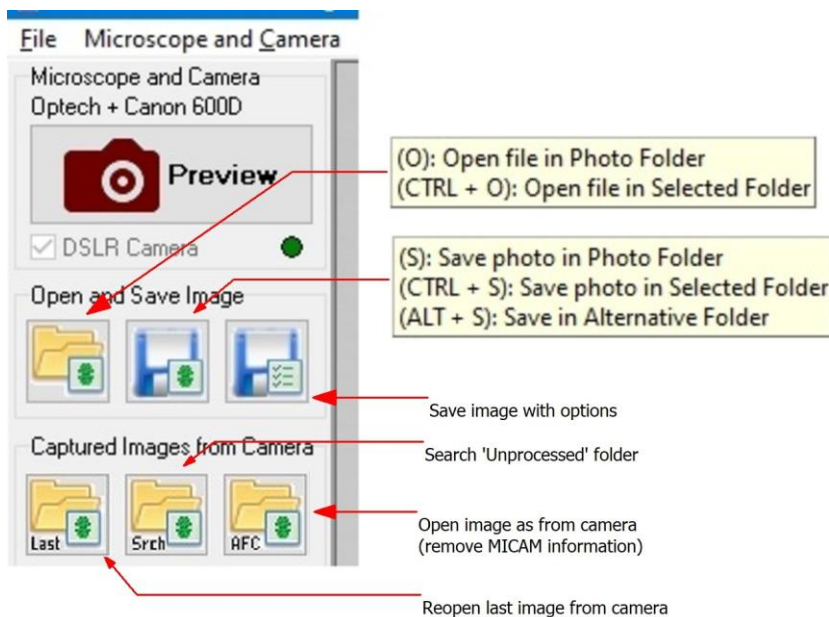 File Microscope and Camera
Microscope and Camera
Optech + Canon 600D
Preview
DSLR Camera
(O): Open file in Photo Folder
(CTRL + O): Open file in Selected Folder
Open and Save Image
(S): Save photo in Photo Folder
(CTRL + S): Save photo in Selected Folder
(ALT + S): Save in Alternative Folder
Save image with options
Captured Images from Camera
Search 'Unprocessed' folder
Last
Srch
AFC
Open image as from camera
(remove MICAM information)
Reopen last image from camera